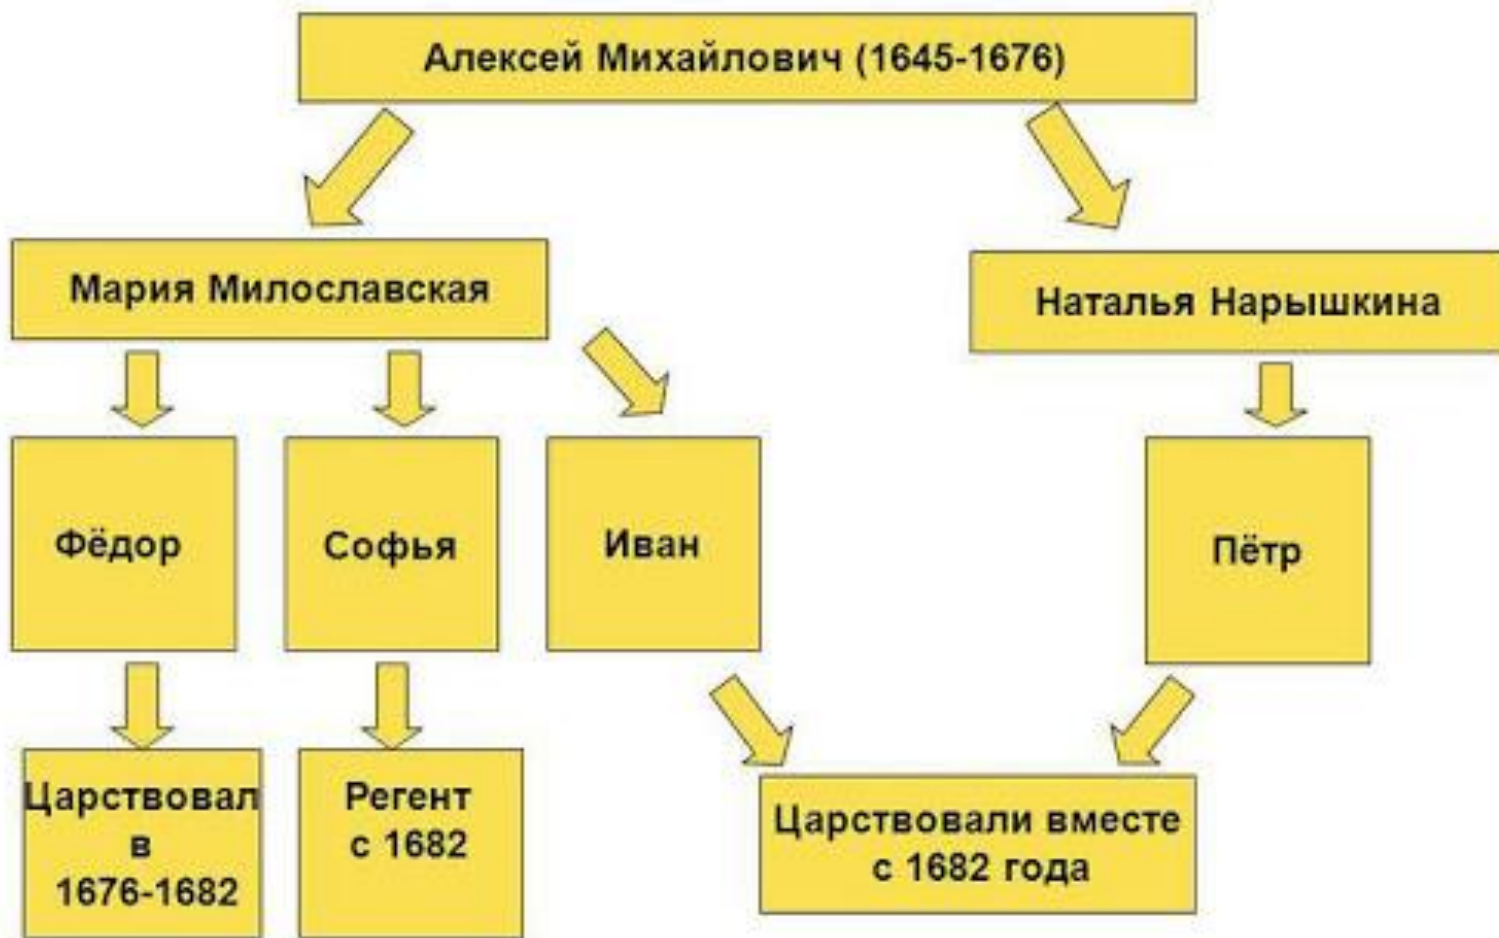 Алексей Михайлович (1645-1676)
Мария Милославская
Наталья Нарышкина
Фёдор
Софья
Иван
Пётр
Царствовал
в
1676-1682
Регент
с 1682
Царствовали вместе
с 1682 года